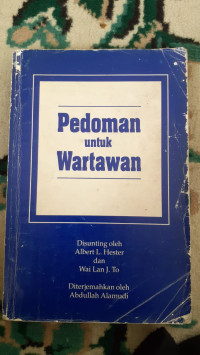 Pedoman
untuk
Wartawan
Disunting oleh
Albert L. Hester
dan
Wai Lan J. To
Diterjemahkan oleh
Abdullah Alamudi